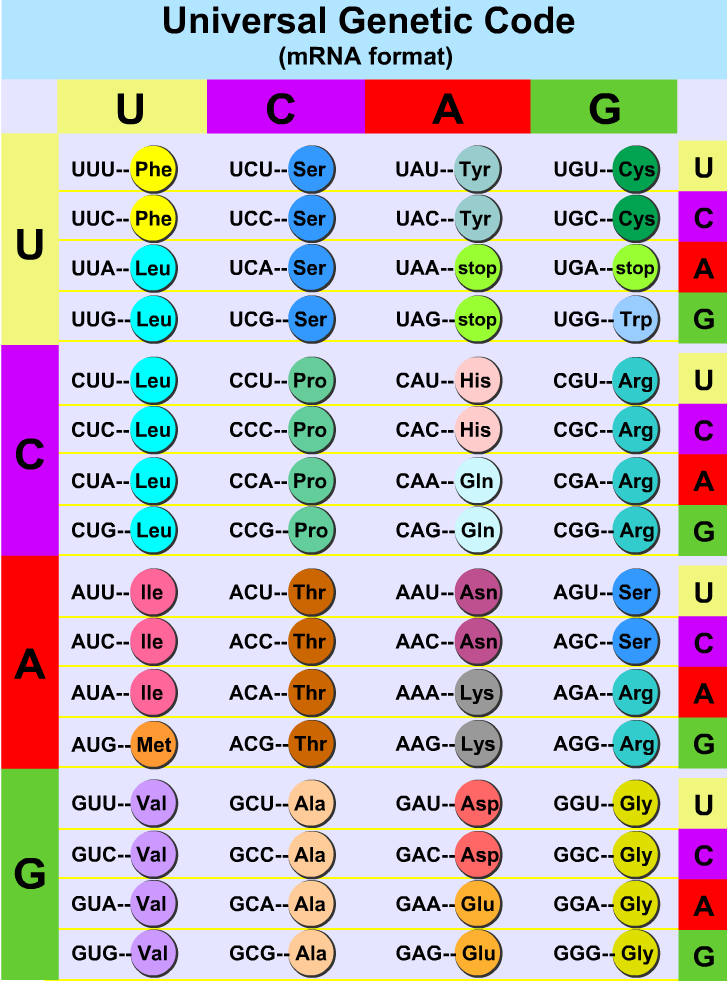 Universal Genetic Code
(mRNA format)
U C A G
U
UUU--Phe UCU--Ser UAU--Tyr UGU--Cys U
UUC--Phe UCC--Ser UAC--Tyr UGC--Cys C
UUA--Leu UCA--Ser UAA--stop UGA--stop A
UUG--Leu UCG--Ser UAG--stop UGG--Trp G
C
CUU--Leu CCU--Pro CAU--His CGU--Arg U
CUC--Leu CCC--Pro CAC--His CGC--Arg C
CUA--Leu CCA--Pro CAA--Gln CGA--Arg A
CUG--Leu CCG--Pro CAG--Gln CGG--Arg G
A
AUU--Ile ACU--Thr AAU--Asn AGU--Ser U
AUC--Ile ACC--Thr AAC--Asn AGC--Ser C
AUA--Ile ACA--Thr AAA--Lys AGA--Arg A
AUG--Met ACG--Thr AAG--Lys AGG--Arg G
G
GUU--Val GCU--Ala GAU--Asp GGU--Gly U
GUC--Val GCC--Ala GAC--Asp GGC--Gly C
GUA--Val GCA--Ala GAA--Glu GGA--Gly A
GUG--Val GCG--Ala GAG--Glu GGG--Gly G